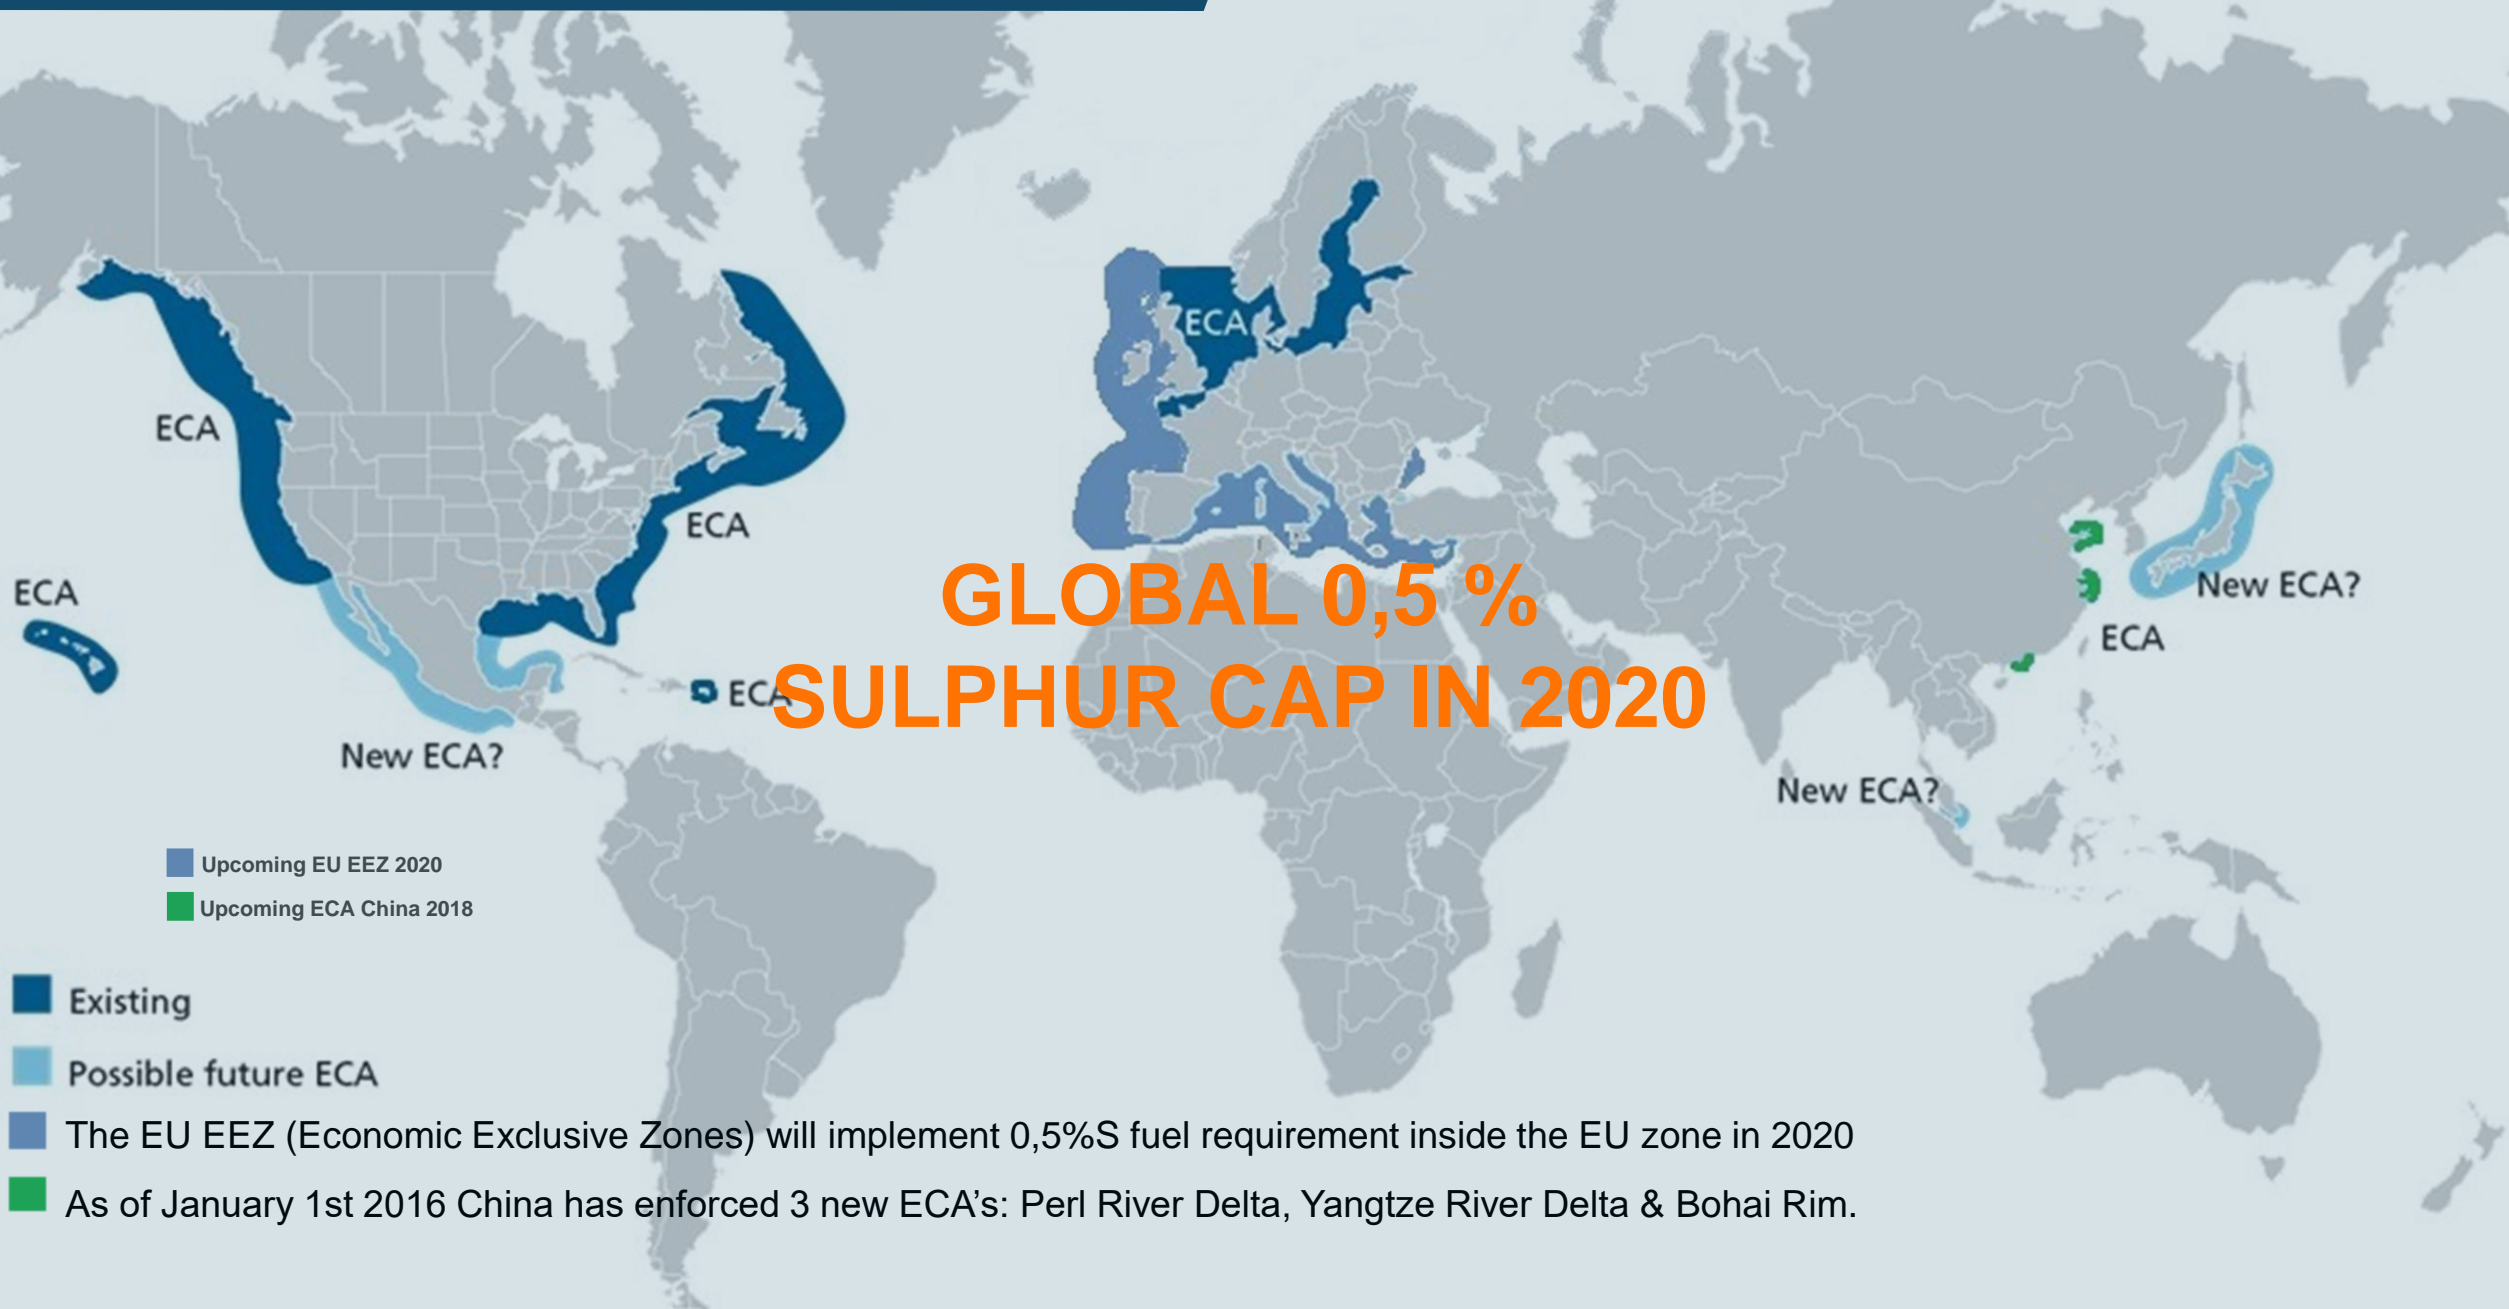 ECA
ECA
ECA
ECA
New ECA?
ECA
GLOBAL 0,5 %
ECA
ECA
SULPHUR CAP IN 2020
New ECA?
New ECA?
New ECA?
Upcoming EU EEZ 2020
Upcoming ECA China 2018
Existing
Possible future ECA
The EU EEZ (Economic Exclusive Zones) will implement 0,5%S fuel requirement inside the EU zone in 2020
As of January 1st 2016 China has enforced 3 new ECA’s: Perl River Delta, Yangtze River Delta & Bohai Rim.